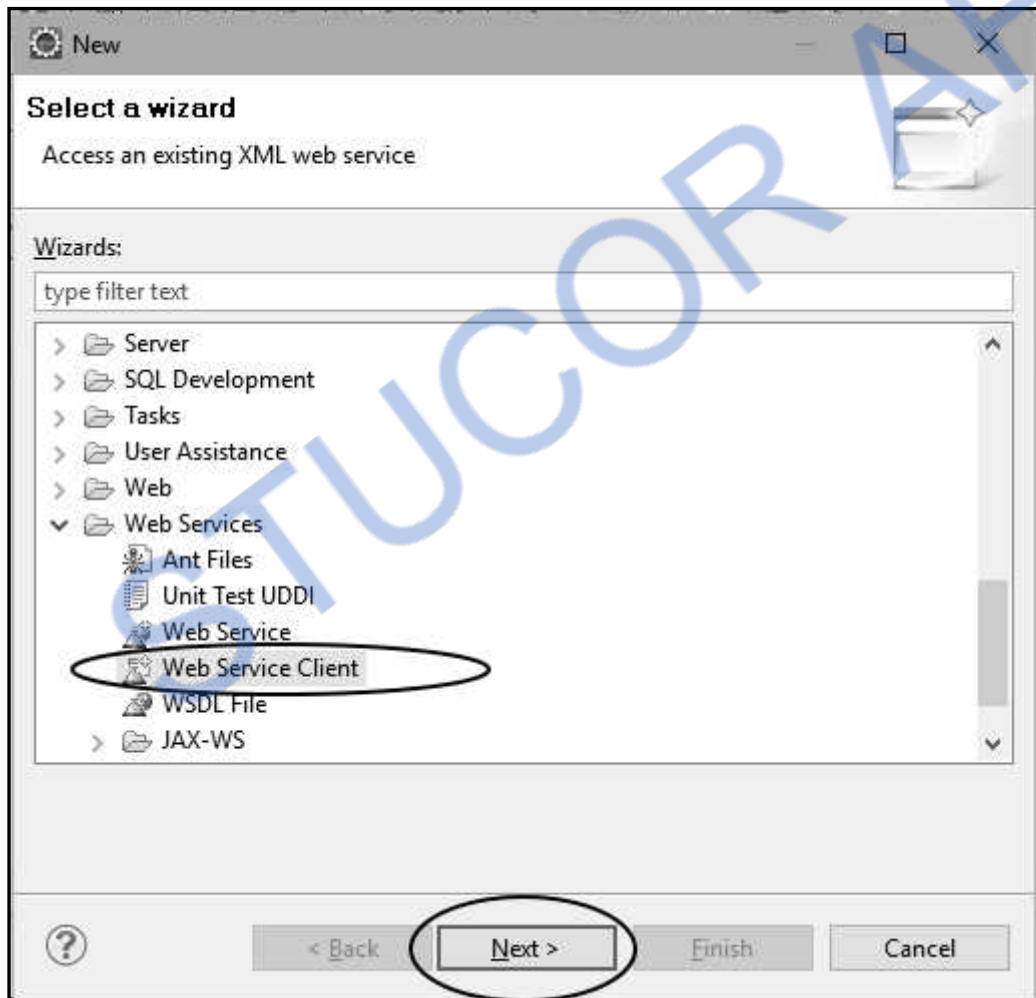 New
Select a wizard
Access an existing XML web service
Wizards:
type filter text
> Server
> SQL Development
> Tasks
> User Assistance
> Web
Web Services
Ant Files
Unit Test UDDI
Web Service
Web Service Client
WSDL File
> JAX-WS
? < Back Next > Finish Cancel
STUCOR